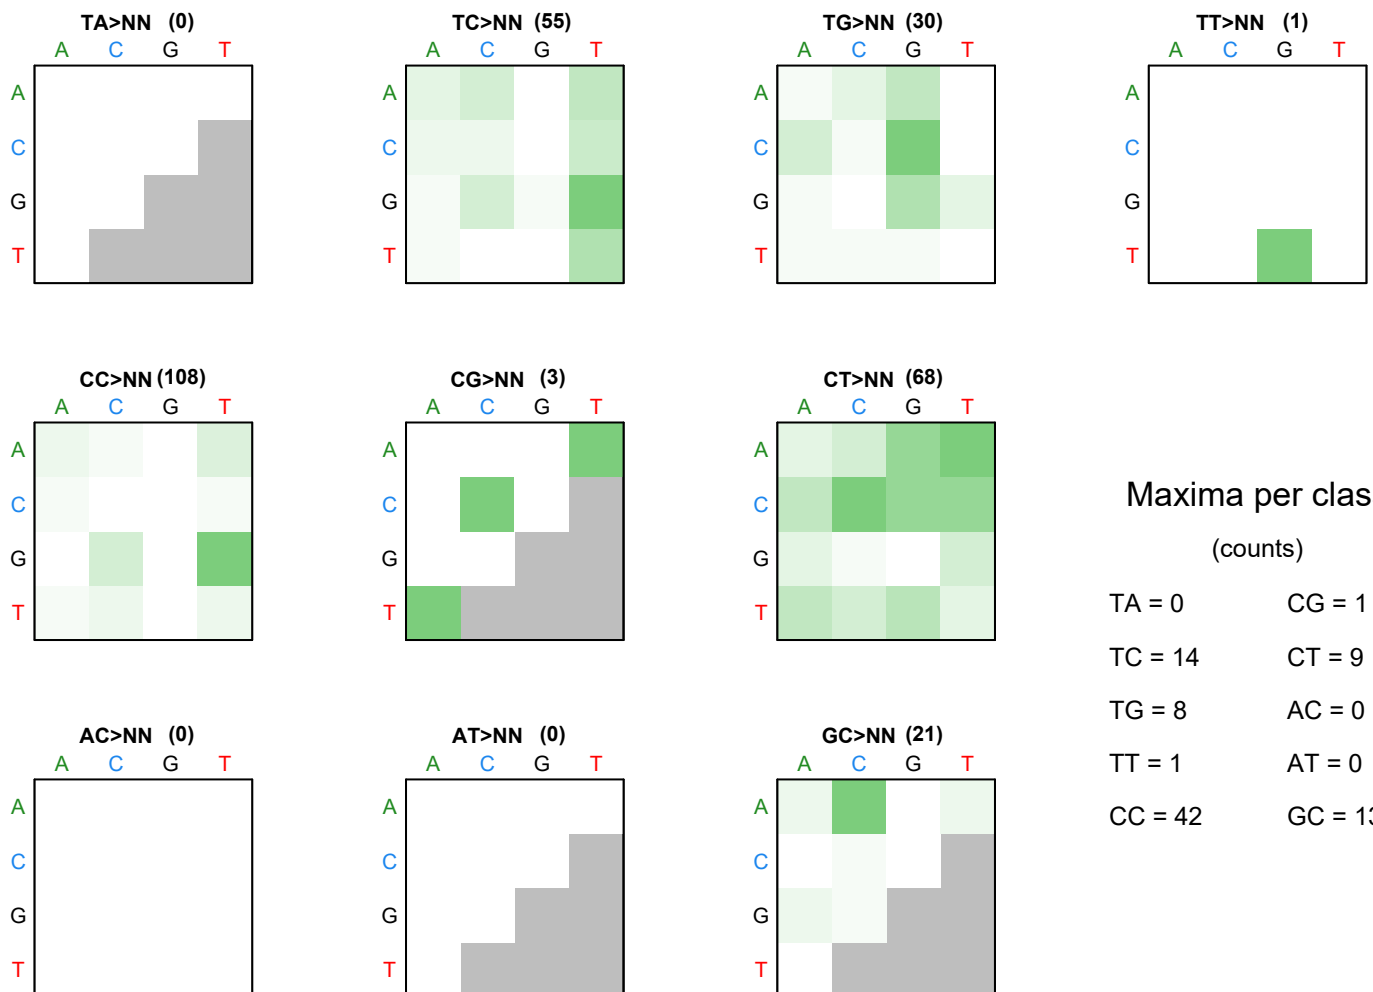 TA>NN (0) TC>NN (55) TG>NN (30) TT>NN (1)
A C G T A C G T A C G T A C G T
A A A A
C C C C
G G G G
T T T T
CC>NN (108) CG>NN (3) CT>NN (68)
A C G T A C G T A C G T
A A A
C C C
G G G
T T T
Maxima per clas
(counts)
TA = 0 CG = 1
TC = 14 CT = 9
TG = 8 AC = 0
TT = 1 AT = 0
CC = 42 GC = 13
AC>NN (0) AT>NN (0) GC>NN (21)
A C G T A C G T A C G T
A A A
C C C
G G G
T T T